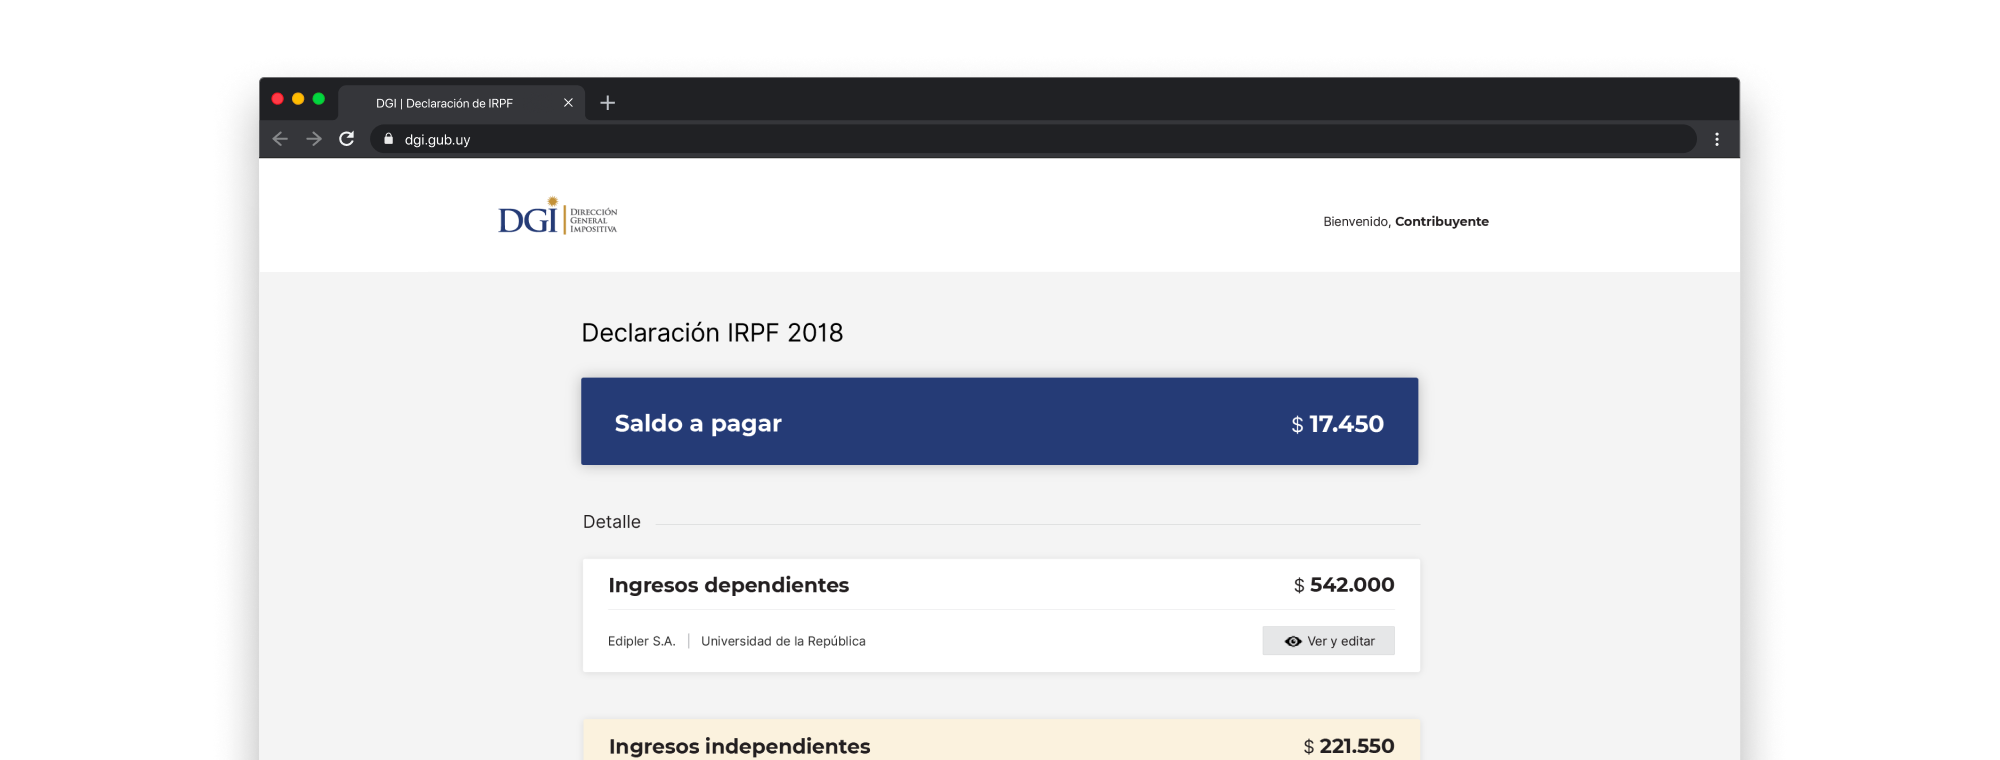 DGI | Declaración de IRPF
dgi.gub.uy
DGI
DIRECCIÓN
GENERAL
IMPOSITIVA
Bienvenido, Contribuyente
Declaración IRPF 2018
Saldo a pagar $ 17.450
Detalle
Ingresos dependientes $ 542.000
Edipler S.A. | Universidad de la República Ver y editar
Ingresos independientes $ 221.550